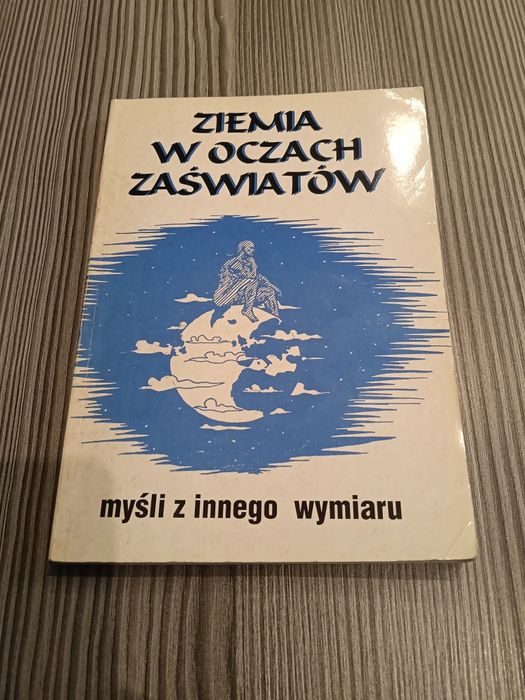 ZIEMIA
W OCZACH
ZAŚWIATÓW
myśli z innego wymiaru